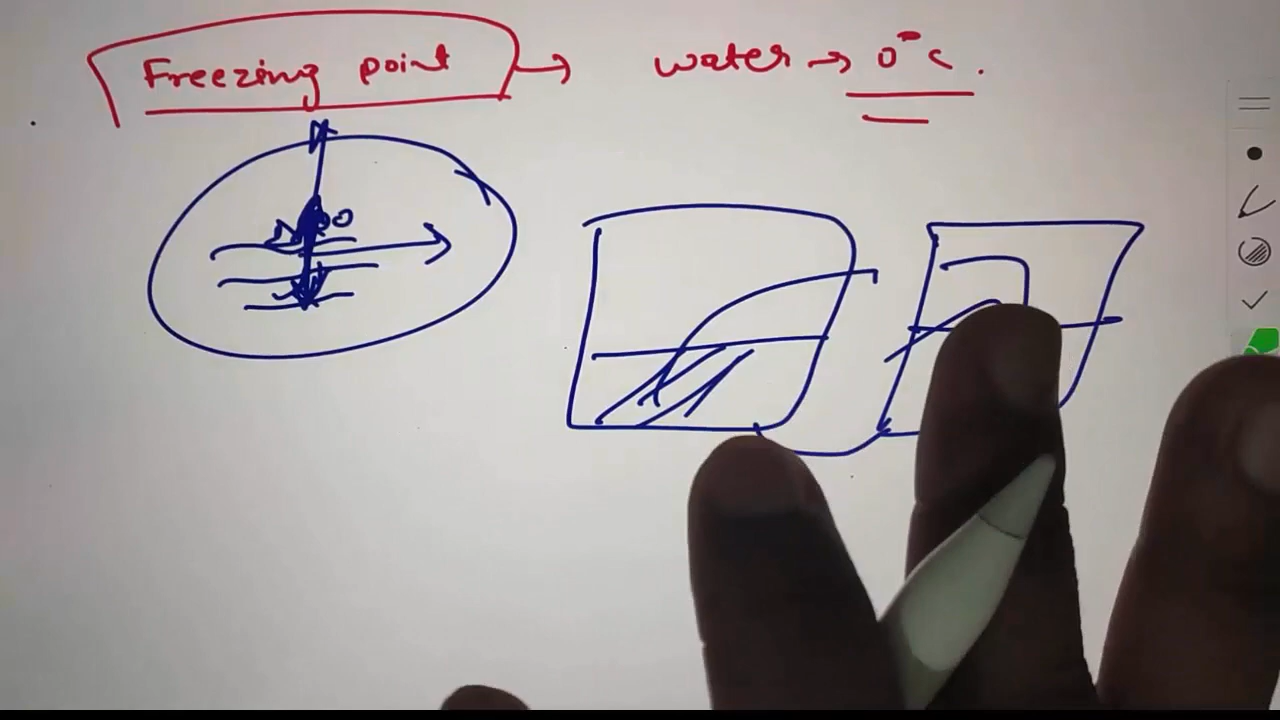 Freezing point → water → 0°c.